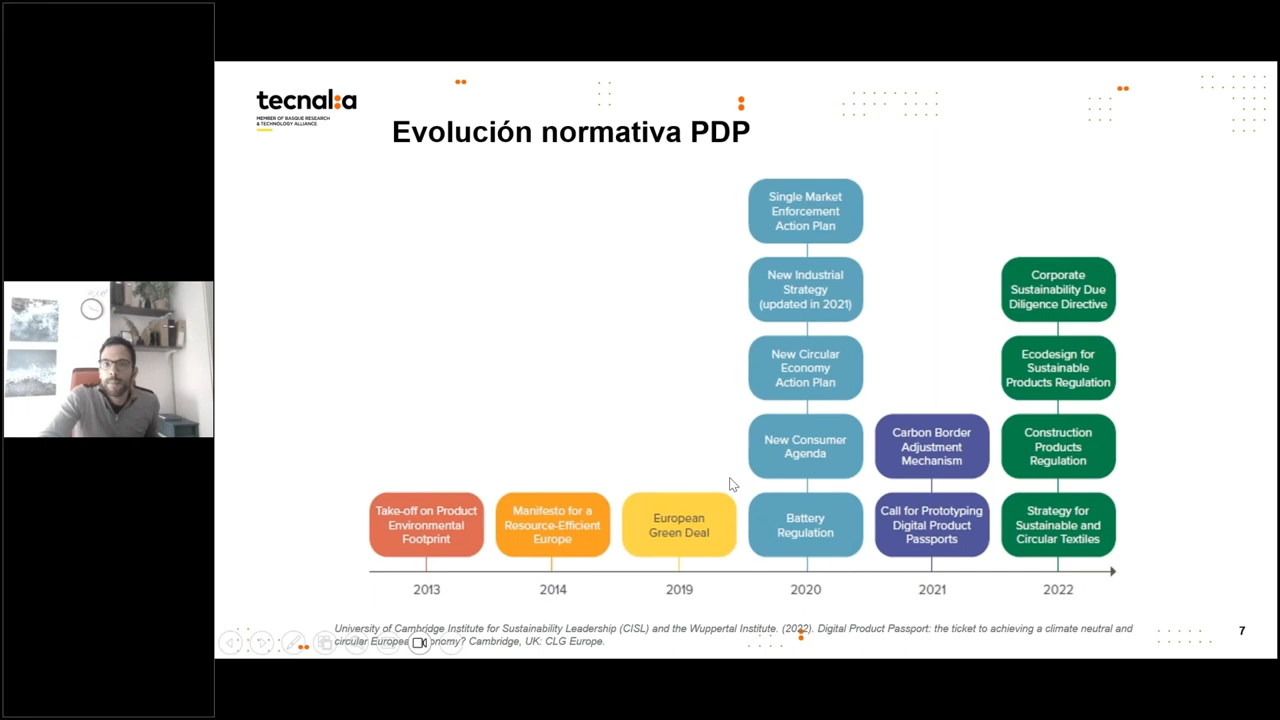 tecnal:a
MEMBER OF BASQUE RESEARCH
& TECHNOLOGY ALLIANCE
Evolución normativa PDP
Single Market
Enforcement
Action Plan
New Industrial
Strategy
(updated in 2021)
Corporate
Sustainability Due
Diligence Directive
New Circular
Economy
Action Plan
Ecodesign for
Sustainable
Products Regulation
New Consumer
Agenda
Carbon Border
Adjustment
Mechanism
Construction
Products
Regulation
Take-off on Product
Environmental
Footprint
Manifesto for a
Resource-Efficient
Europe
European
Green Deal
Battery
Regulation
Call for Prototyping
Digital Product
Passports
Strategy for
Sustainable and
Circular Textiles
2013 2014 2019 2020 2021 2022
University of Cambridge Institute for Sustainability Leadership (CISL) and the Wuppertal Institute. (2022). Digital Product Passport: the ticket to achieving a climate neutral and
circular European economy? Cambridge, UK: CLG Europe.
7